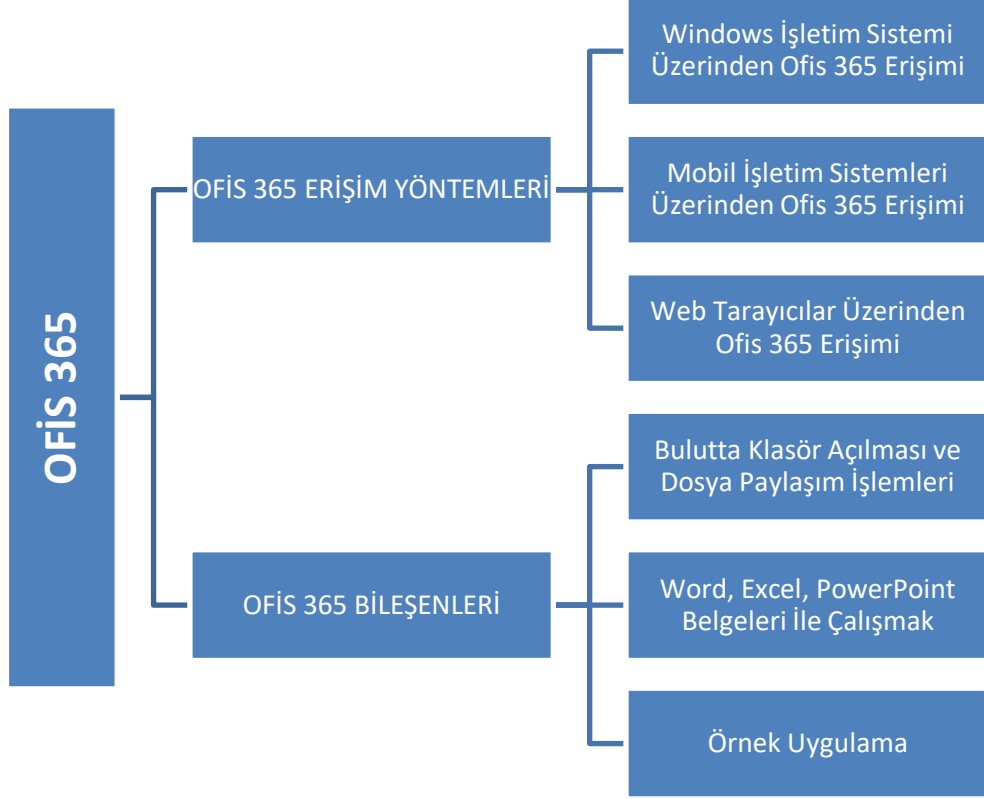 OFİS 365
OFİS 365 ERİŞİM YÖNTEMLERİ
Windows İşletim Sistemi
Üzerinden Ofis 365 Erişimi
Mobil İşletim Sistemleri
Üzerinden Ofis 365 Erişimi
Web Tarayıcılar Üzerinden
Ofis 365 Erişimi
OFİS 365 BİLEŞENLERİ
Bulutta Klasör Açılması ve
Dosya Paylaşım İşlemleri
Word, Excel, PowerPoint
Belgeleri İle Çalışmak
Örnek Uygulama